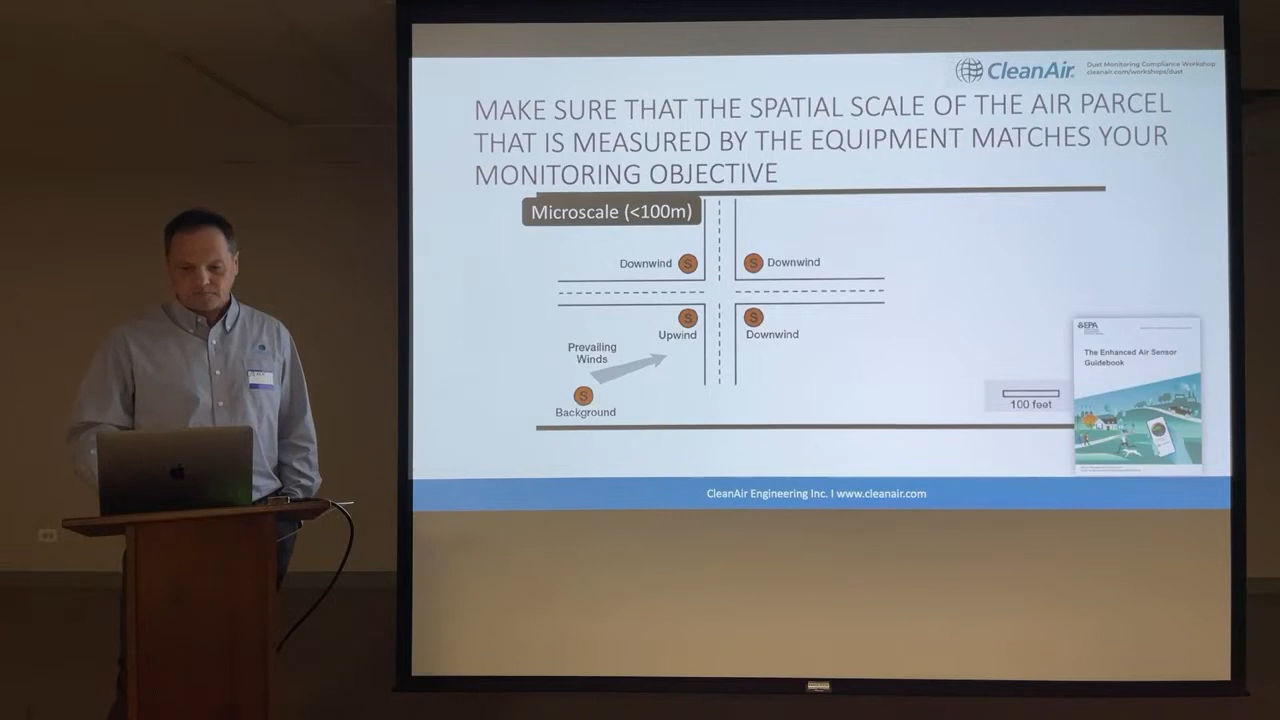 CleanAir
Dust Monitoring Compliance Workshop
cleanair.com/workshops/dust
MAKE SURE THAT THE SPATIAL SCALE OF THE AIR PARCEL
THAT IS MEASURED BY THE EQUIPMENT MATCHES YOUR
MONITORING OBJECTIVE
Microscale (<100m)
Downwind S
S Downwind
S
Upwind
S
Downwind
Prevailing
Winds
S
Background
100 feet
EPA
The Enhanced Air Sensor
Guidebook
CleanAir Engineering Inc. I www.cleanair.com